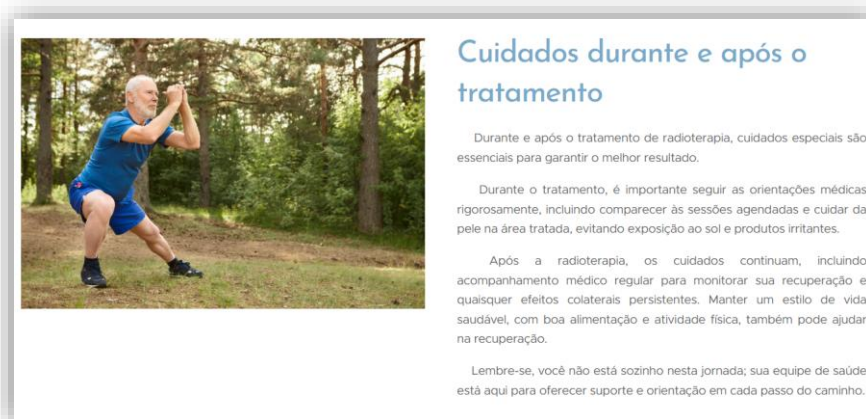 Cuidados durante e após o
tratamento
Durante e após o tratamento de radioterapia, cuidados especiais são
essenciais para garantir o melhor resultado.
Durante o tratamento, é importante seguir as orientações médicas
rigorosamente, incluindo comparecer às sessões agendadas e cuidar da
pele na área tratada, evitando exposição ao sol e produtos irritantes.
Após a radioterapia, os cuidados continuam, incluindo
acompanhamento médico regular para monitorar sua recuperação e
quaisquer efeitos colaterais persistentes. Manter um estilo de vida
saudável, com boa alimentação e atividade física, também pode ajudar
na recuperação.
Lembre-se, você não está sozinho nesta jornada; sua equipe de saúde
está aqui para oferecer suporte e orientação em cada passo do caminho.